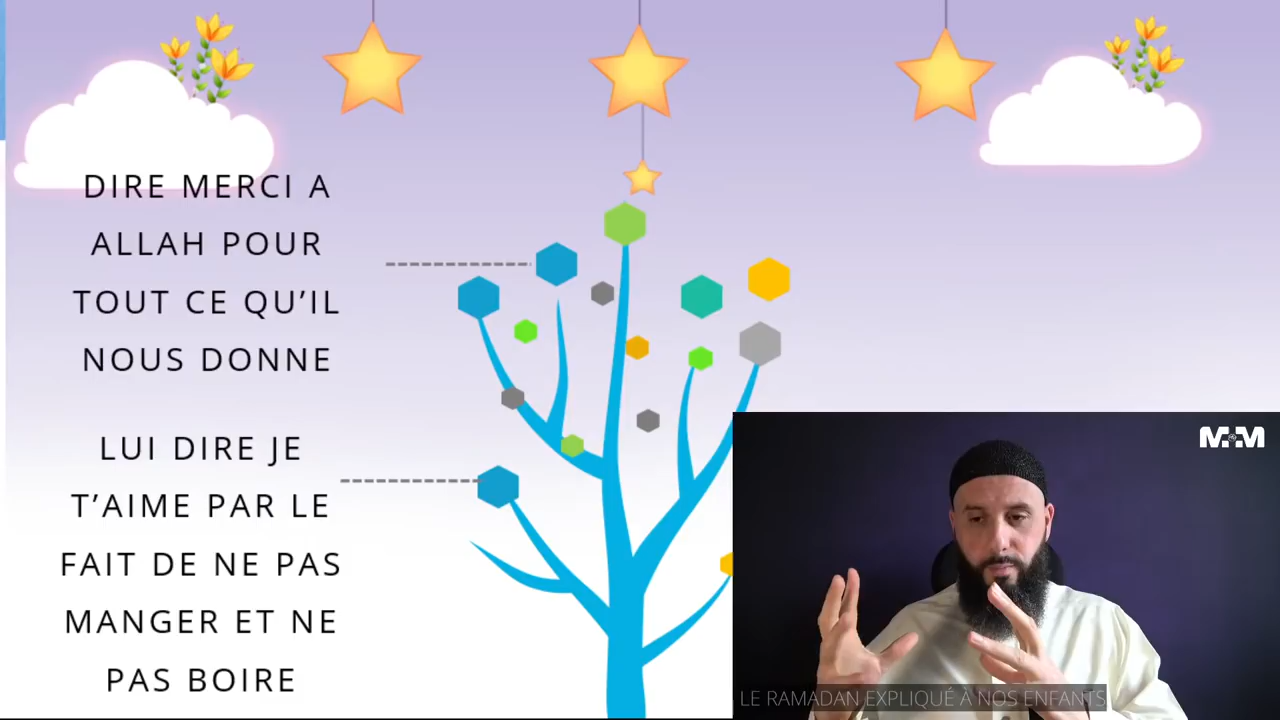 DIRE MERCI A
ALLAH POUR
TOUT CE QU'IL
NOUS DONNE
LUI DIRE JE
T'AIME PAR LE
FAIT DE NE PAS
MANGER ET NE
PAS BOIRE
LE RAMADAN EXPLIQUÉ À NOS ENFANTS